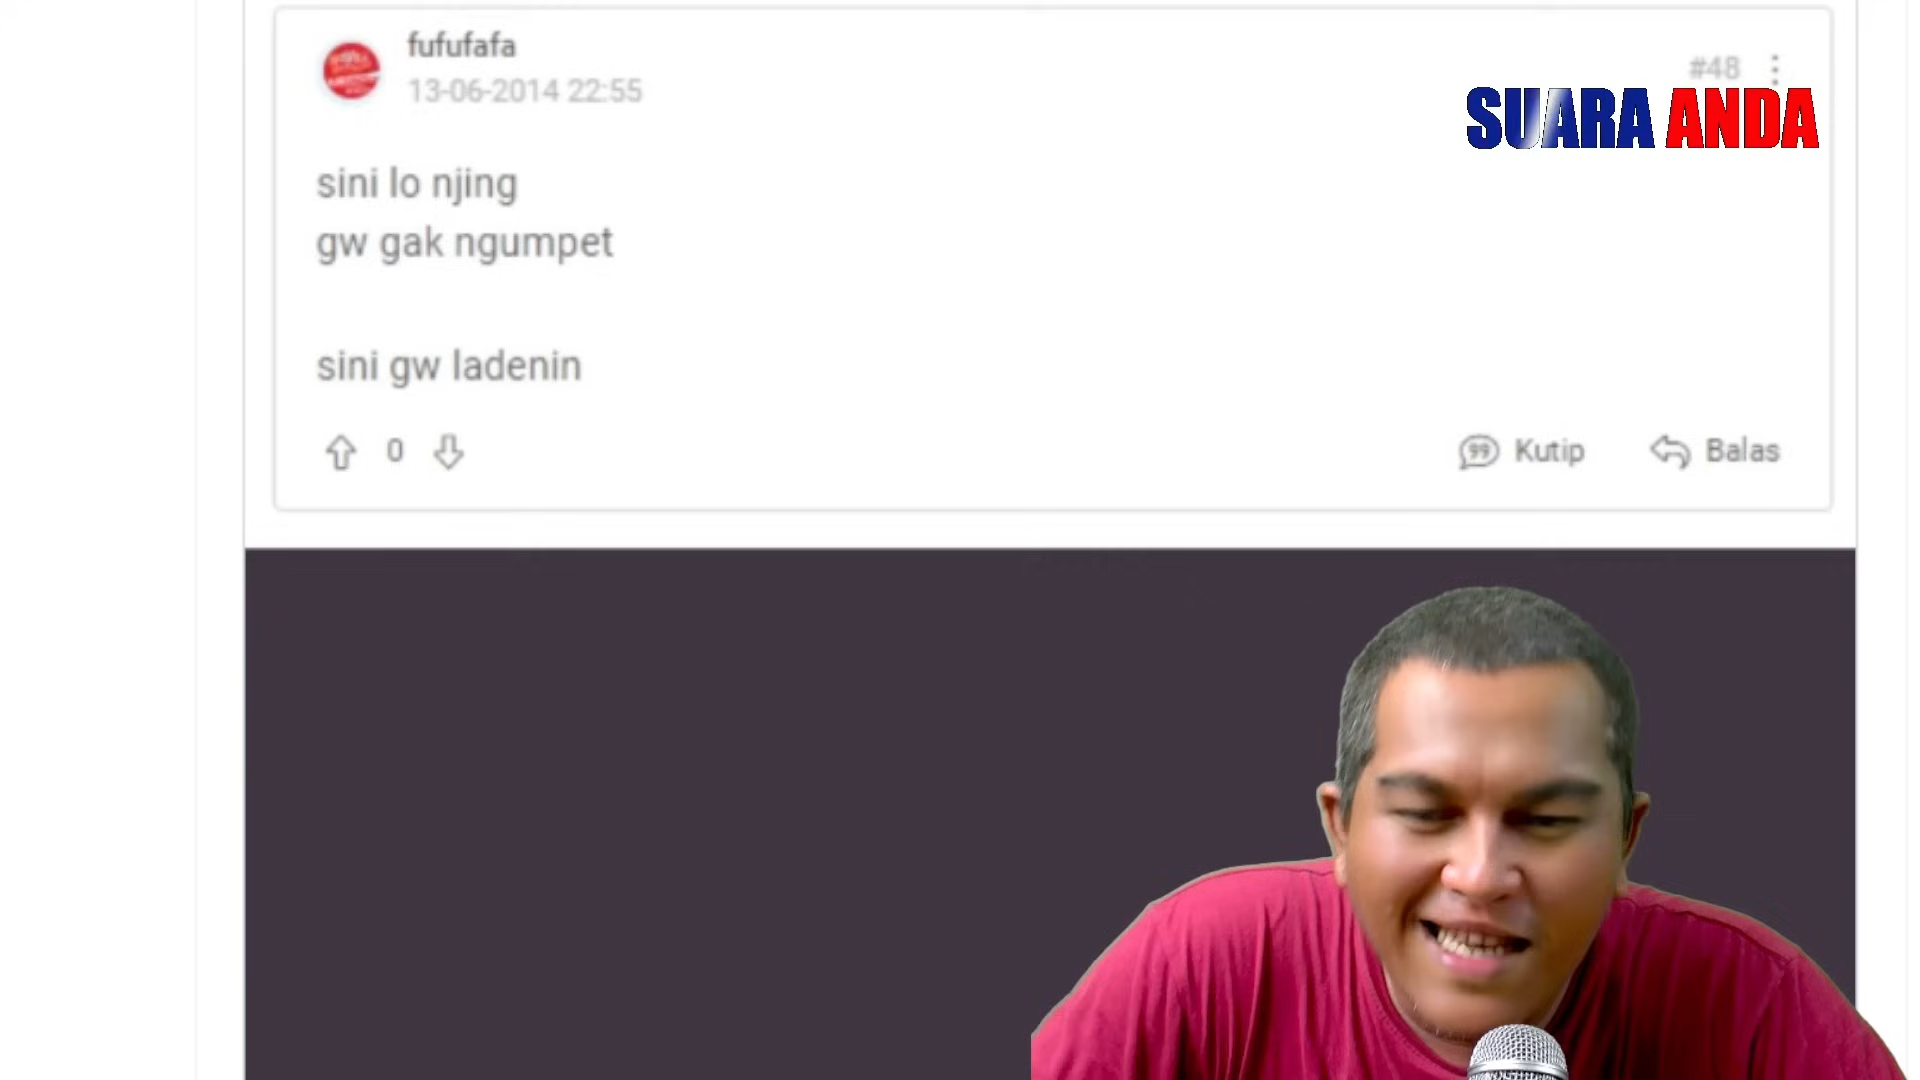 fufufafa
13-06-2014 22:55
#48
SUARA ANDA
sini lo njing
gw gak ngumpet
sini gw ladenin
0
Kutip
Balas